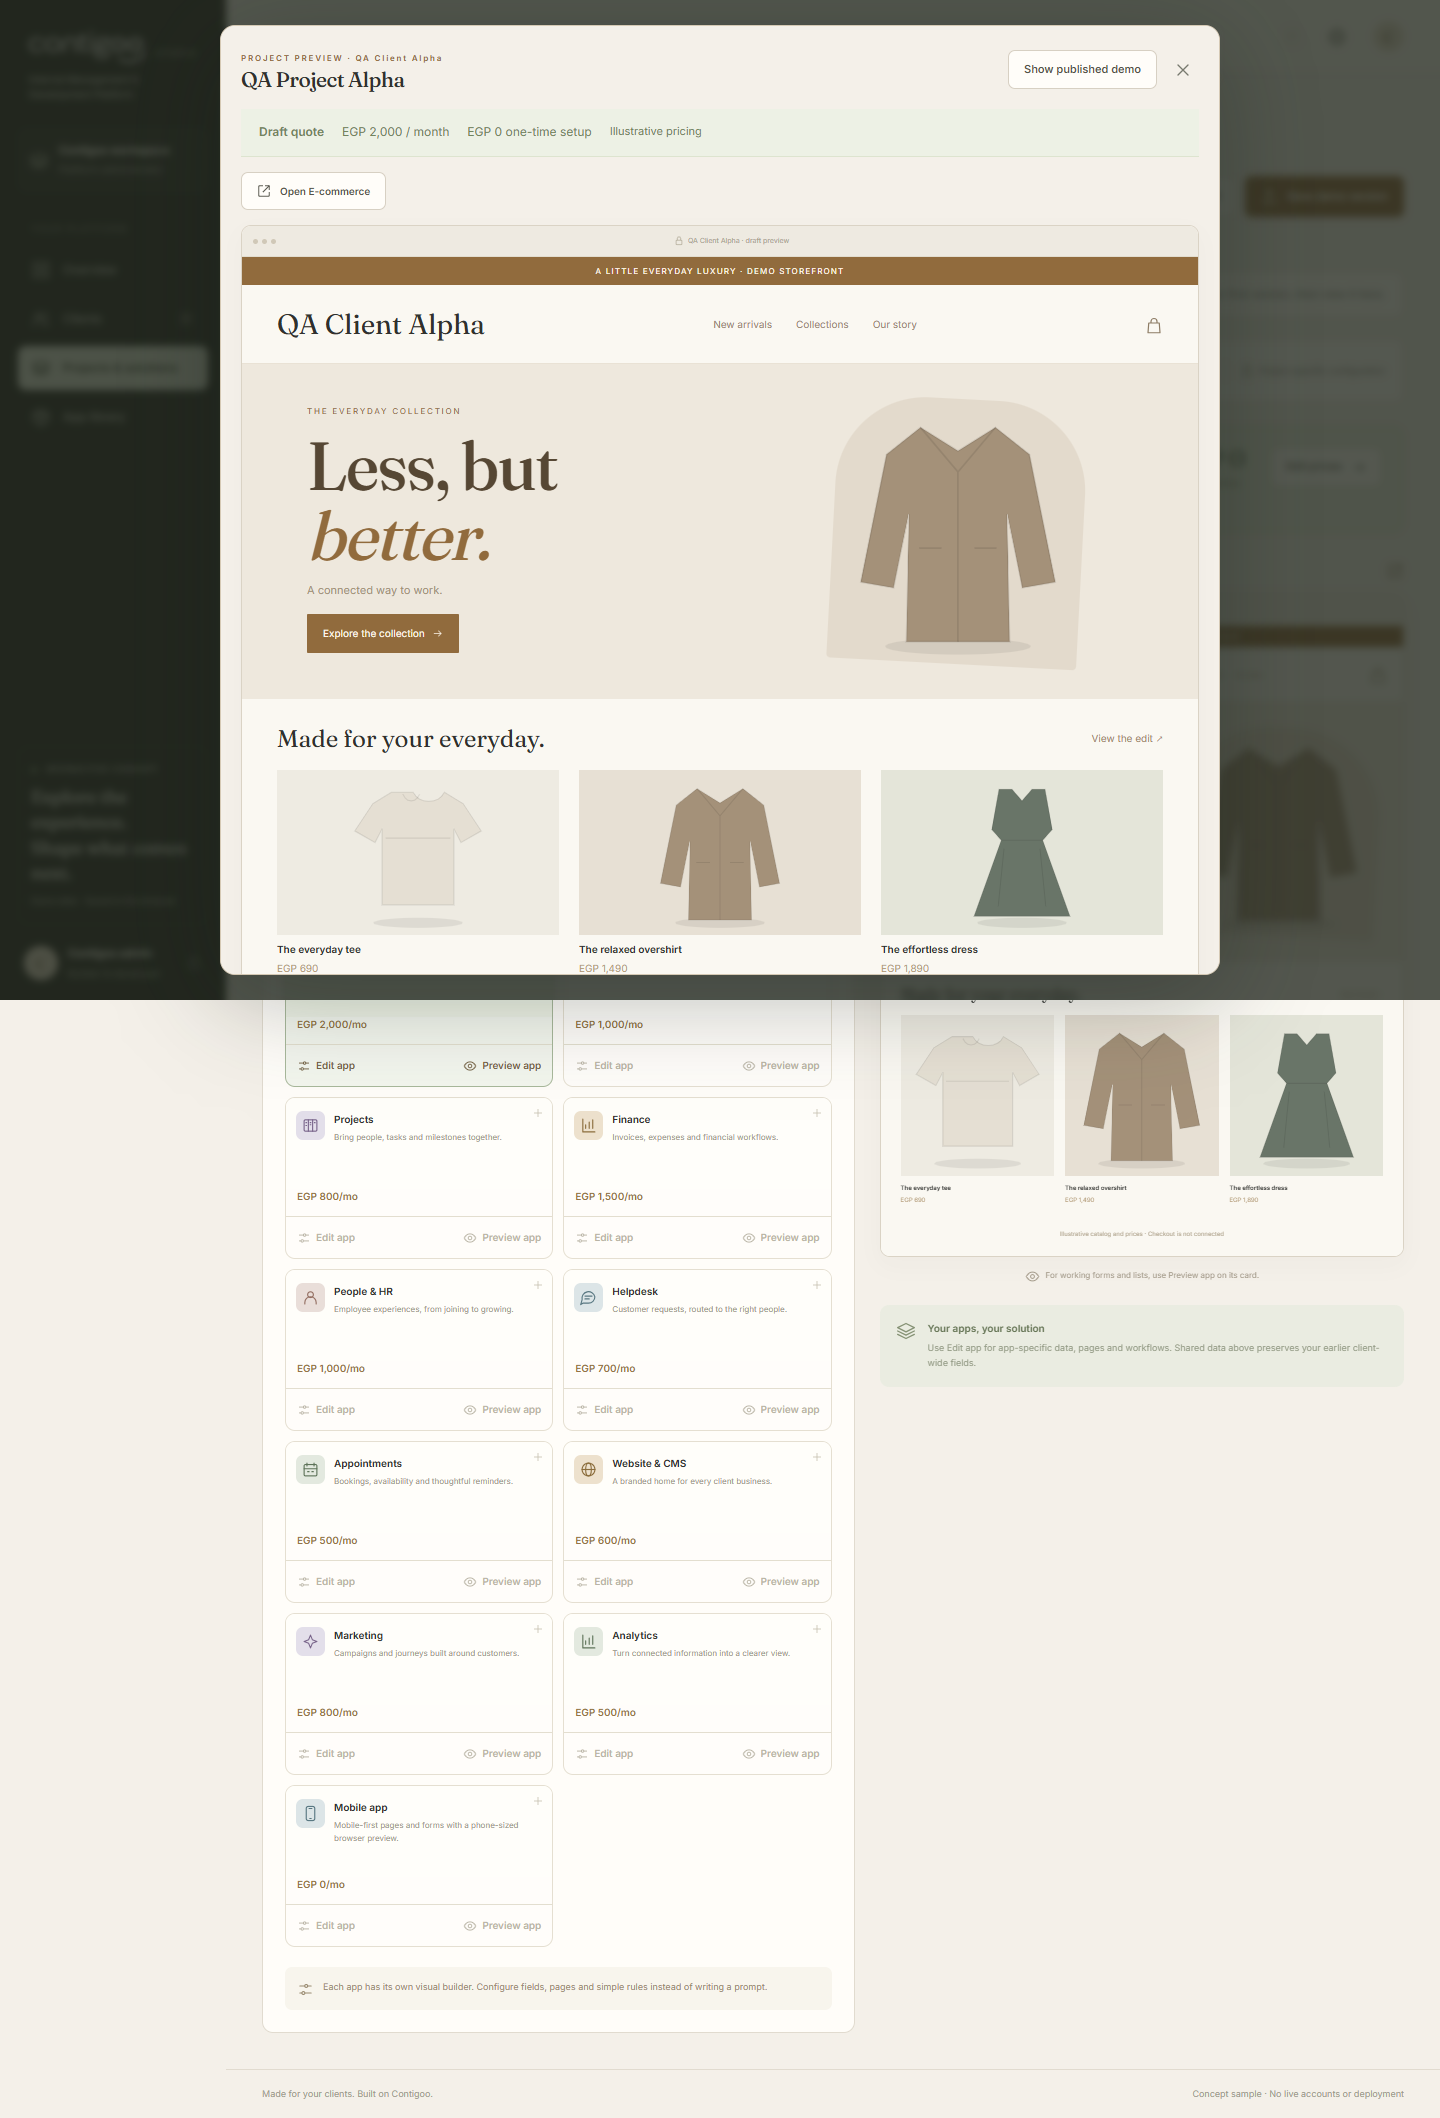 contigoo
PROJECT PREVIEW · QA Client Alpha
QA Project Alpha
Show published demo
Draft quote EGP 2,000 / month EGP 0 one-time setup Illustrative pricing
Open E-commerce
QA Client Alpha · draft preview
A LITTLE EVERYDAY LUXURY · DEMO STOREFRONT
QA Client Alpha
New arrivals Collections Our story
THE EVERYDAY COLLECTION
Less, but
better.
A connected way to work.
Explore the collection →
Made for your everyday.
View the edit ↗
The everyday tee
EGP 690
The relaxed overshirt
EGP 1,490
The effortless dress
EGP 1,890
EGP 2,000/mo
Edit app Preview app
EGP 1,000/mo
Edit app Preview app
Projects
Bring people, tasks and milestones together.
EGP 800/mo
Edit app Preview app
Finance
Invoices, expenses and financial workflows.
EGP 1,500/mo
Edit app Preview app
People & HR
Employee experiences, from joining to growing.
EGP 1,000/mo
Edit app Preview app
Helpdesk
Customer requests, routed to the right people.
EGP 700/mo
Edit app Preview app
Appointments
Bookings, availability and thoughtful reminders.
EGP 500/mo
Edit app Preview app
Website & CMS
A branded home for every client business.
EGP 600/mo
Edit app Preview app
Marketing
Campaigns and journeys built around customers.
EGP 800/mo
Edit app Preview app
Analytics
Turn connected information into a clearer view.
EGP 500/mo
Edit app Preview app
Mobile app
Mobile-first pages and forms with a phone-sized
browser preview.
EGP 0/mo
Edit app Preview app
Each app has its own visual builder. Configure fields, pages and simple rules instead of writing a prompt.
The everyday tee
EGP 690
The relaxed overshirt
EGP 1,490
The effortless dress
EGP 1,890
Illustrative catalog and prices · Checkout is not connected
For working forms and lists, use Preview app on its card.
Your apps, your solution
Use Edit app for app-specific data, pages and workflows. Shared data above preserves your earlier client-
wide fields.
Made for your clients. Built on Contigoo.
Concept sample · No live accounts or deployment